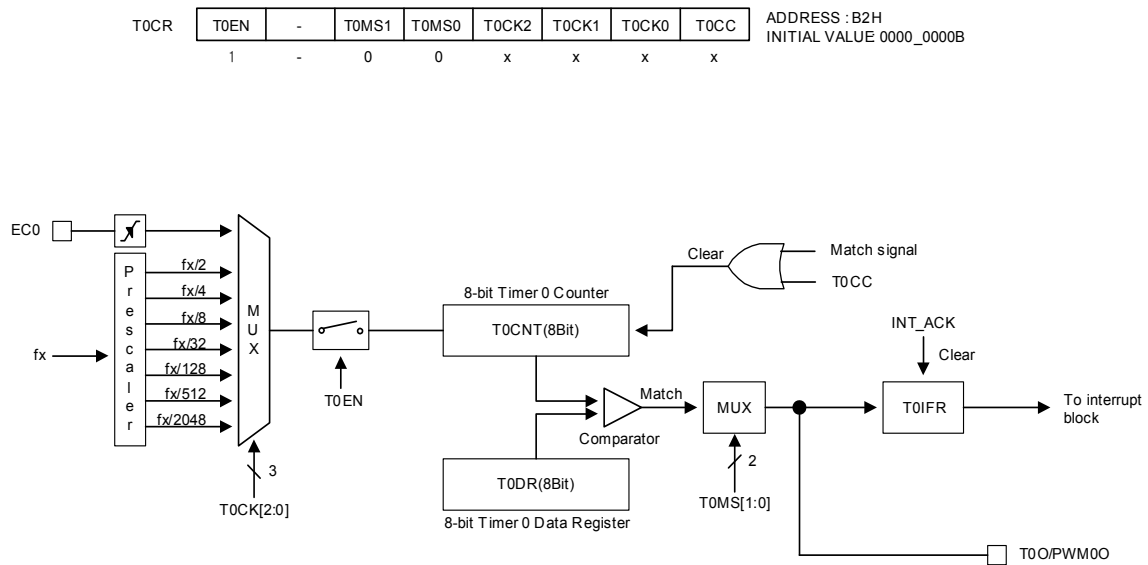 T0CR T0EN - T0MS1 T0MS0 T0CK2 T0CK1 T0CK0 T0CC ADDRESS : B2H
INITIAL VALUE 0000_0000B
1 - 0 0 x x x x
EC0
Prescaler
fx
fx/2
fx/4
fx/8
fx/32
fx/128
fx/512
fx/2048
MUX
3
T0CK[2:0]
T0EN
8-bit Timer 0 Counter
T0CNT(8Bit)
Clear
Match signal
T0CC
Comparator
Match
T0DR(8Bit)
8-bit Timer 0 Data Register
MUX
2
T0MS[1:0]
INT_ACK
Clear
T0IFR
To interrupt
block
T0O/PWM0O